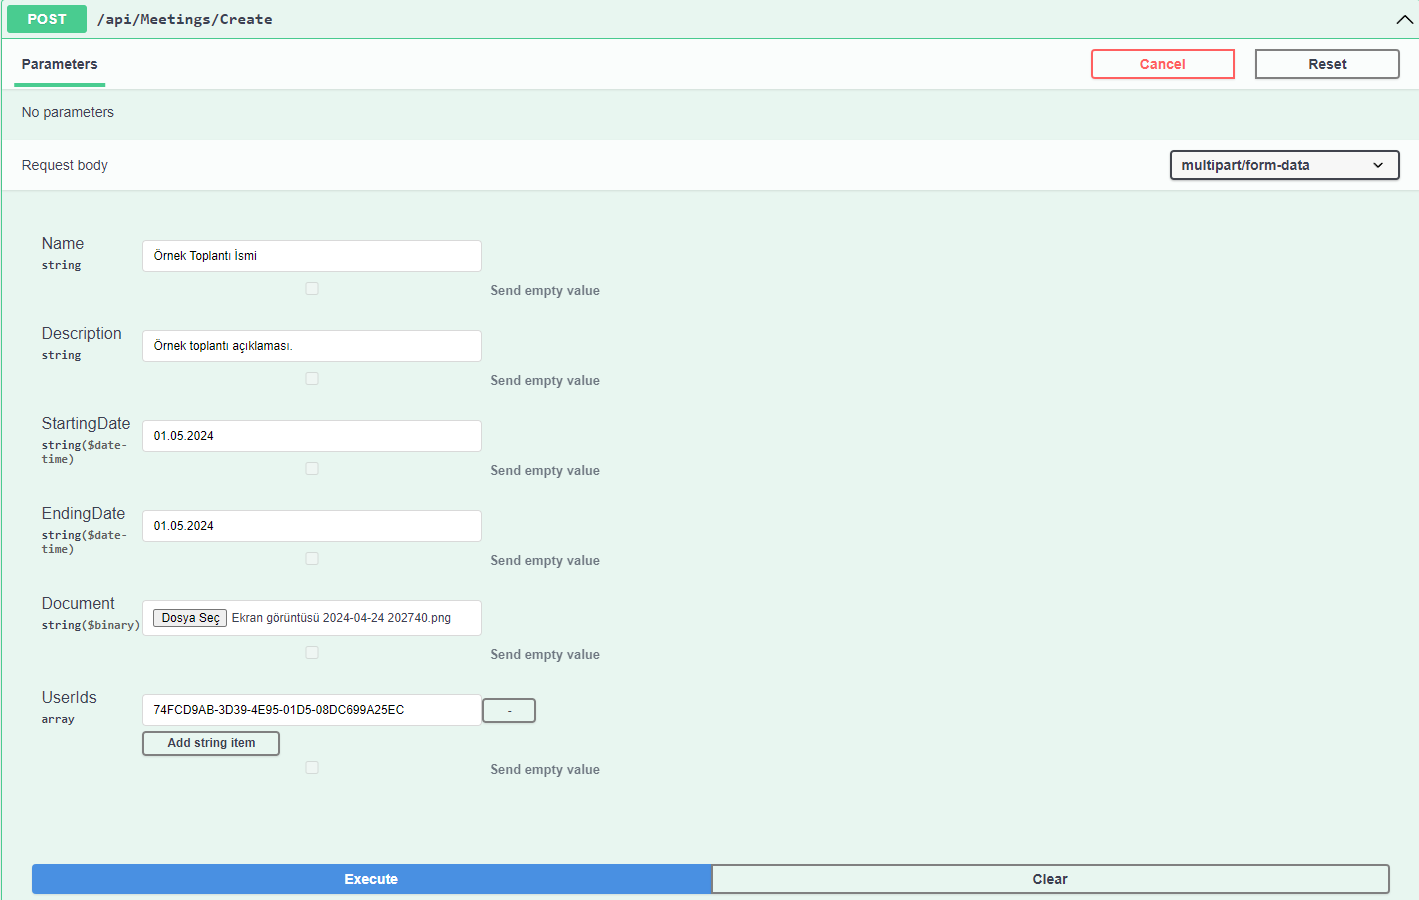 POST /api/Meetings/Create
Parameters
Cancel
Reset
No parameters
Request body
multipart/form-data
Name
string
Örnek Toplantı İsmi
Send empty value
Description
string
Örnek toplantı açıklaması.
Send empty value
StartingDate
string($date-
time)
01.05.2024
Send empty value
EndingDate
string($date-
time)
01.05.2024
Send empty value
Document
string($binary)
Dosya Seç Ekran görüntüsü 2024-04-24 202740.png
Send empty value
UserIds
array
74FCD9AB-3D39-4E95-01D5-08DC699A25EC
-
Add string item
Send empty value
Execute
Clear